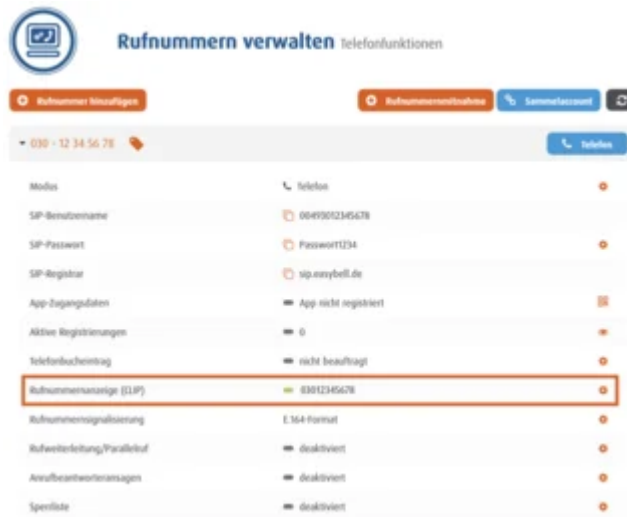 Rufnummern verwalten Telefonfunktionen
Rufnummer hinzufügen Rufnummernmitnahme Sammelaccount
030 - 12 34 56 78 Telefon
Modus Telefon
SIP-Benutzername 00493012345678
SIP-Passwort Passwort1234
SIP-Registrar sip.easybell.de
App-Zugangsdaten App nicht registriert
Aktive Registrierungen 0
Telefonbucheintrag nicht beauftragt
Rufnummernanzeige (CLIP) 03012345678
Rufnummernsignalisierung E.164-Format
Rufweiterleitung/Parallelruf deaktiviert
Anrufbeantworteransagen deaktiviert
Sperrliste deaktiviert